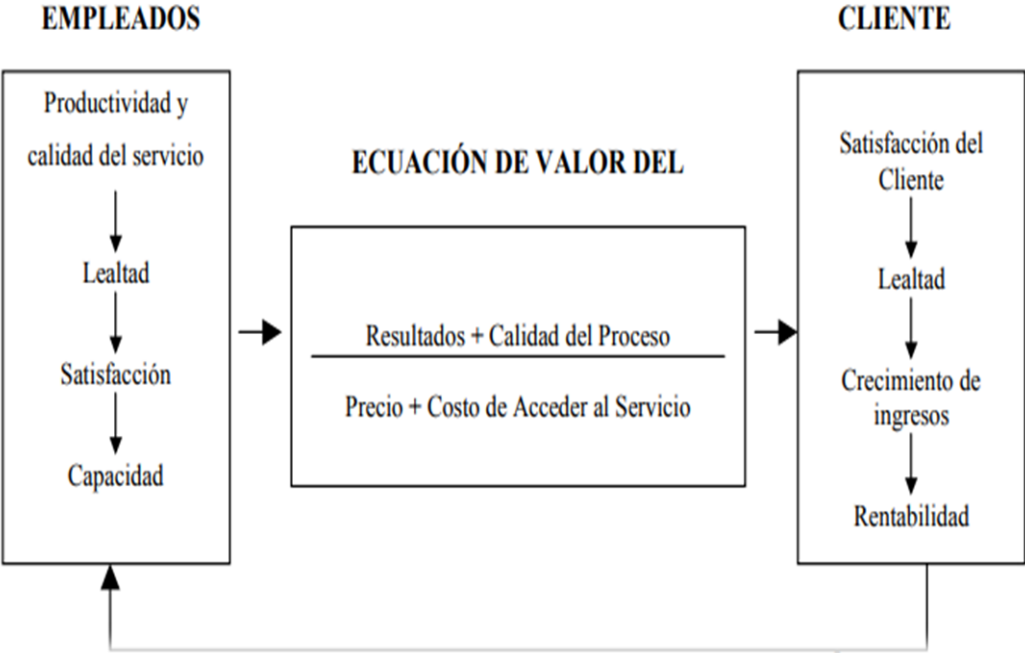 EMPLEADOS
Productividad y
calidad del servicio
Lealtad
Satisfacción
Capacidad
ECUACIÓN DE VALOR DEL
Resultados + Calidad del Proceso
Precio + Costo de Acceder al Servicio
CLIENTE
Satisfacción del
Cliente
Lealtad
Crecimiento de
ingresos
Rentabilidad